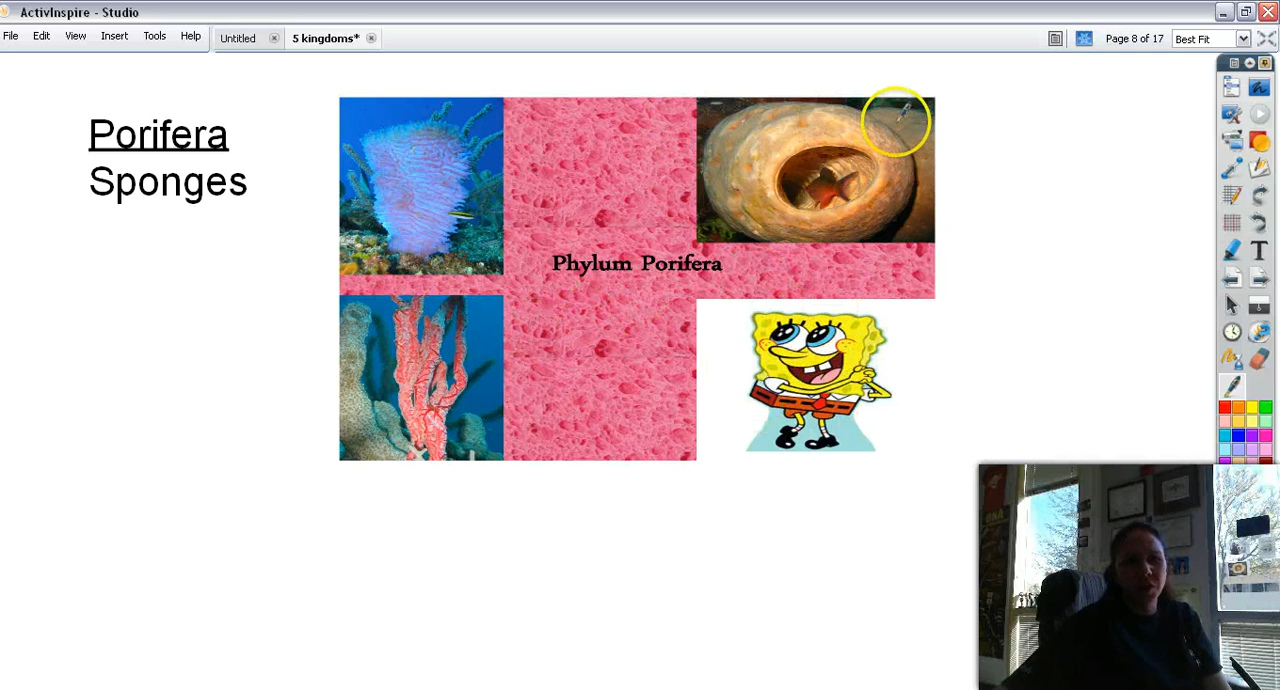 ActivInspire - Studio
File Edit View Insert Tools Help
Untitled
5 kingdoms*
Page 8 of 17
Best Fit
Porifera
Sponges
Phylum Porifera